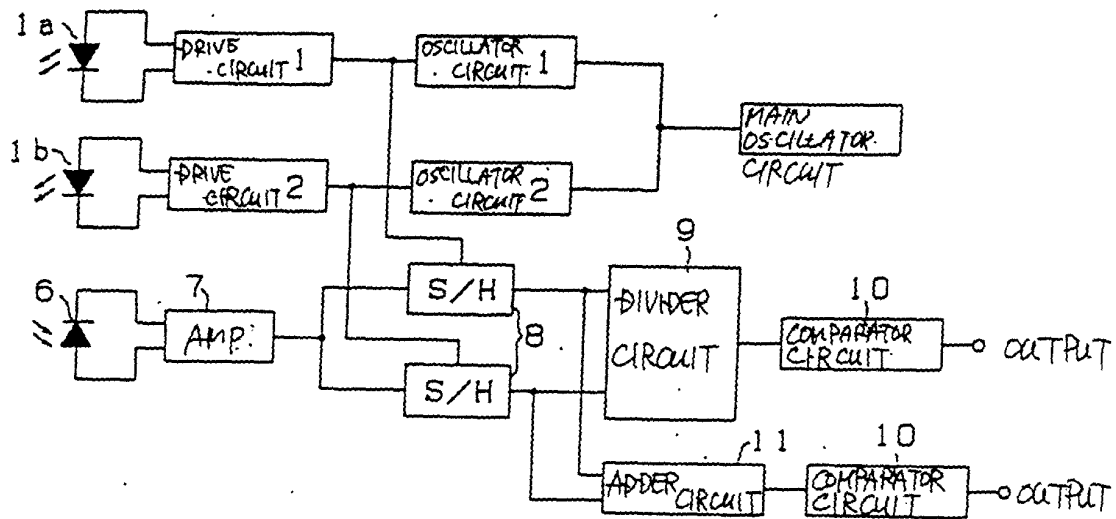 1a
DRIVE
CIRCUIT 1
OSCILLATOR
CIRCUIT 1
MAIN
OSCILLATOR
CIRCUIT
1b
DRIVE
CIRCUIT 2
OSCILLATOR
CIRCUIT 2
6
7
AMP.
S/H
8
S/H
9
DIVIDER
CIRCUIT
10
COMPARATOR
CIRCUIT
OUTPUT
11
ADDER
CIRCUIT
10
COMPARATOR
CIRCUIT
OUTPUT